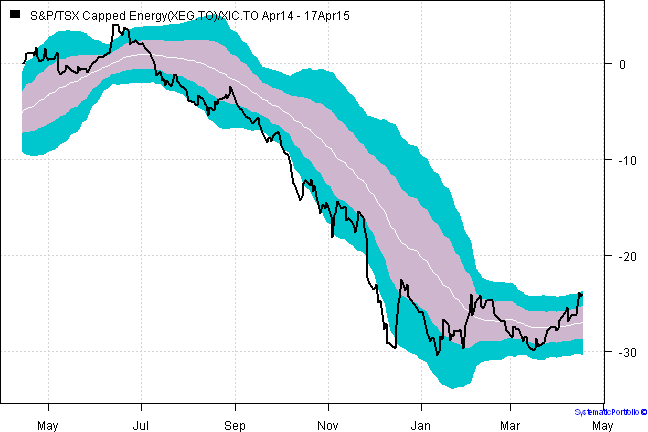 S&P/TSX Capped Energy(XEG.TO)/XIC.TO Apr14 - 17Apr15
0
-10
-20
-30
SystematicPortfolio ©
May Jul Sep Nov Jan Mar May